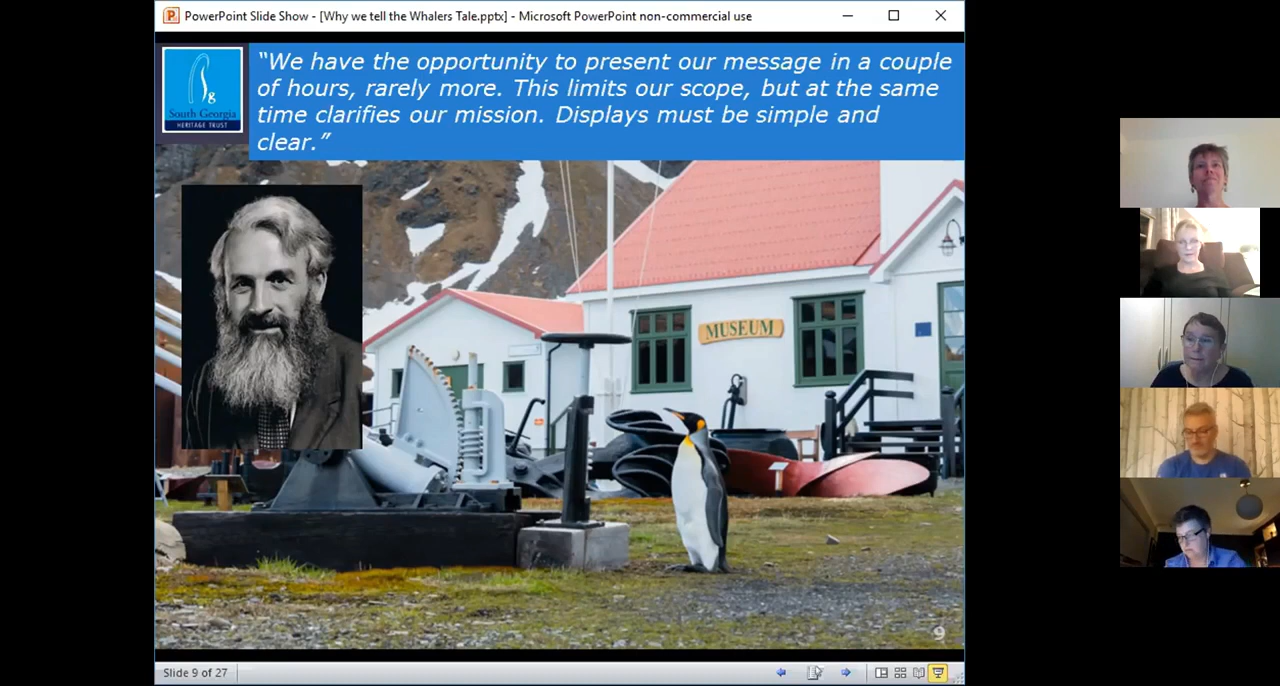 PowerPoint Slide Show - [Why we tell the Whalers Tale.pptx] - Microsoft PowerPoint non-commercial use
“We have the opportunity to present our message in a couple
of hours, rarely more. This limits our scope, but at the same
time clarifies our mission. Displays must be simple and
clear.”
Sg
South Georgia
HERITAGE TRUST
MUSEUM
9
Slide 9 of 27